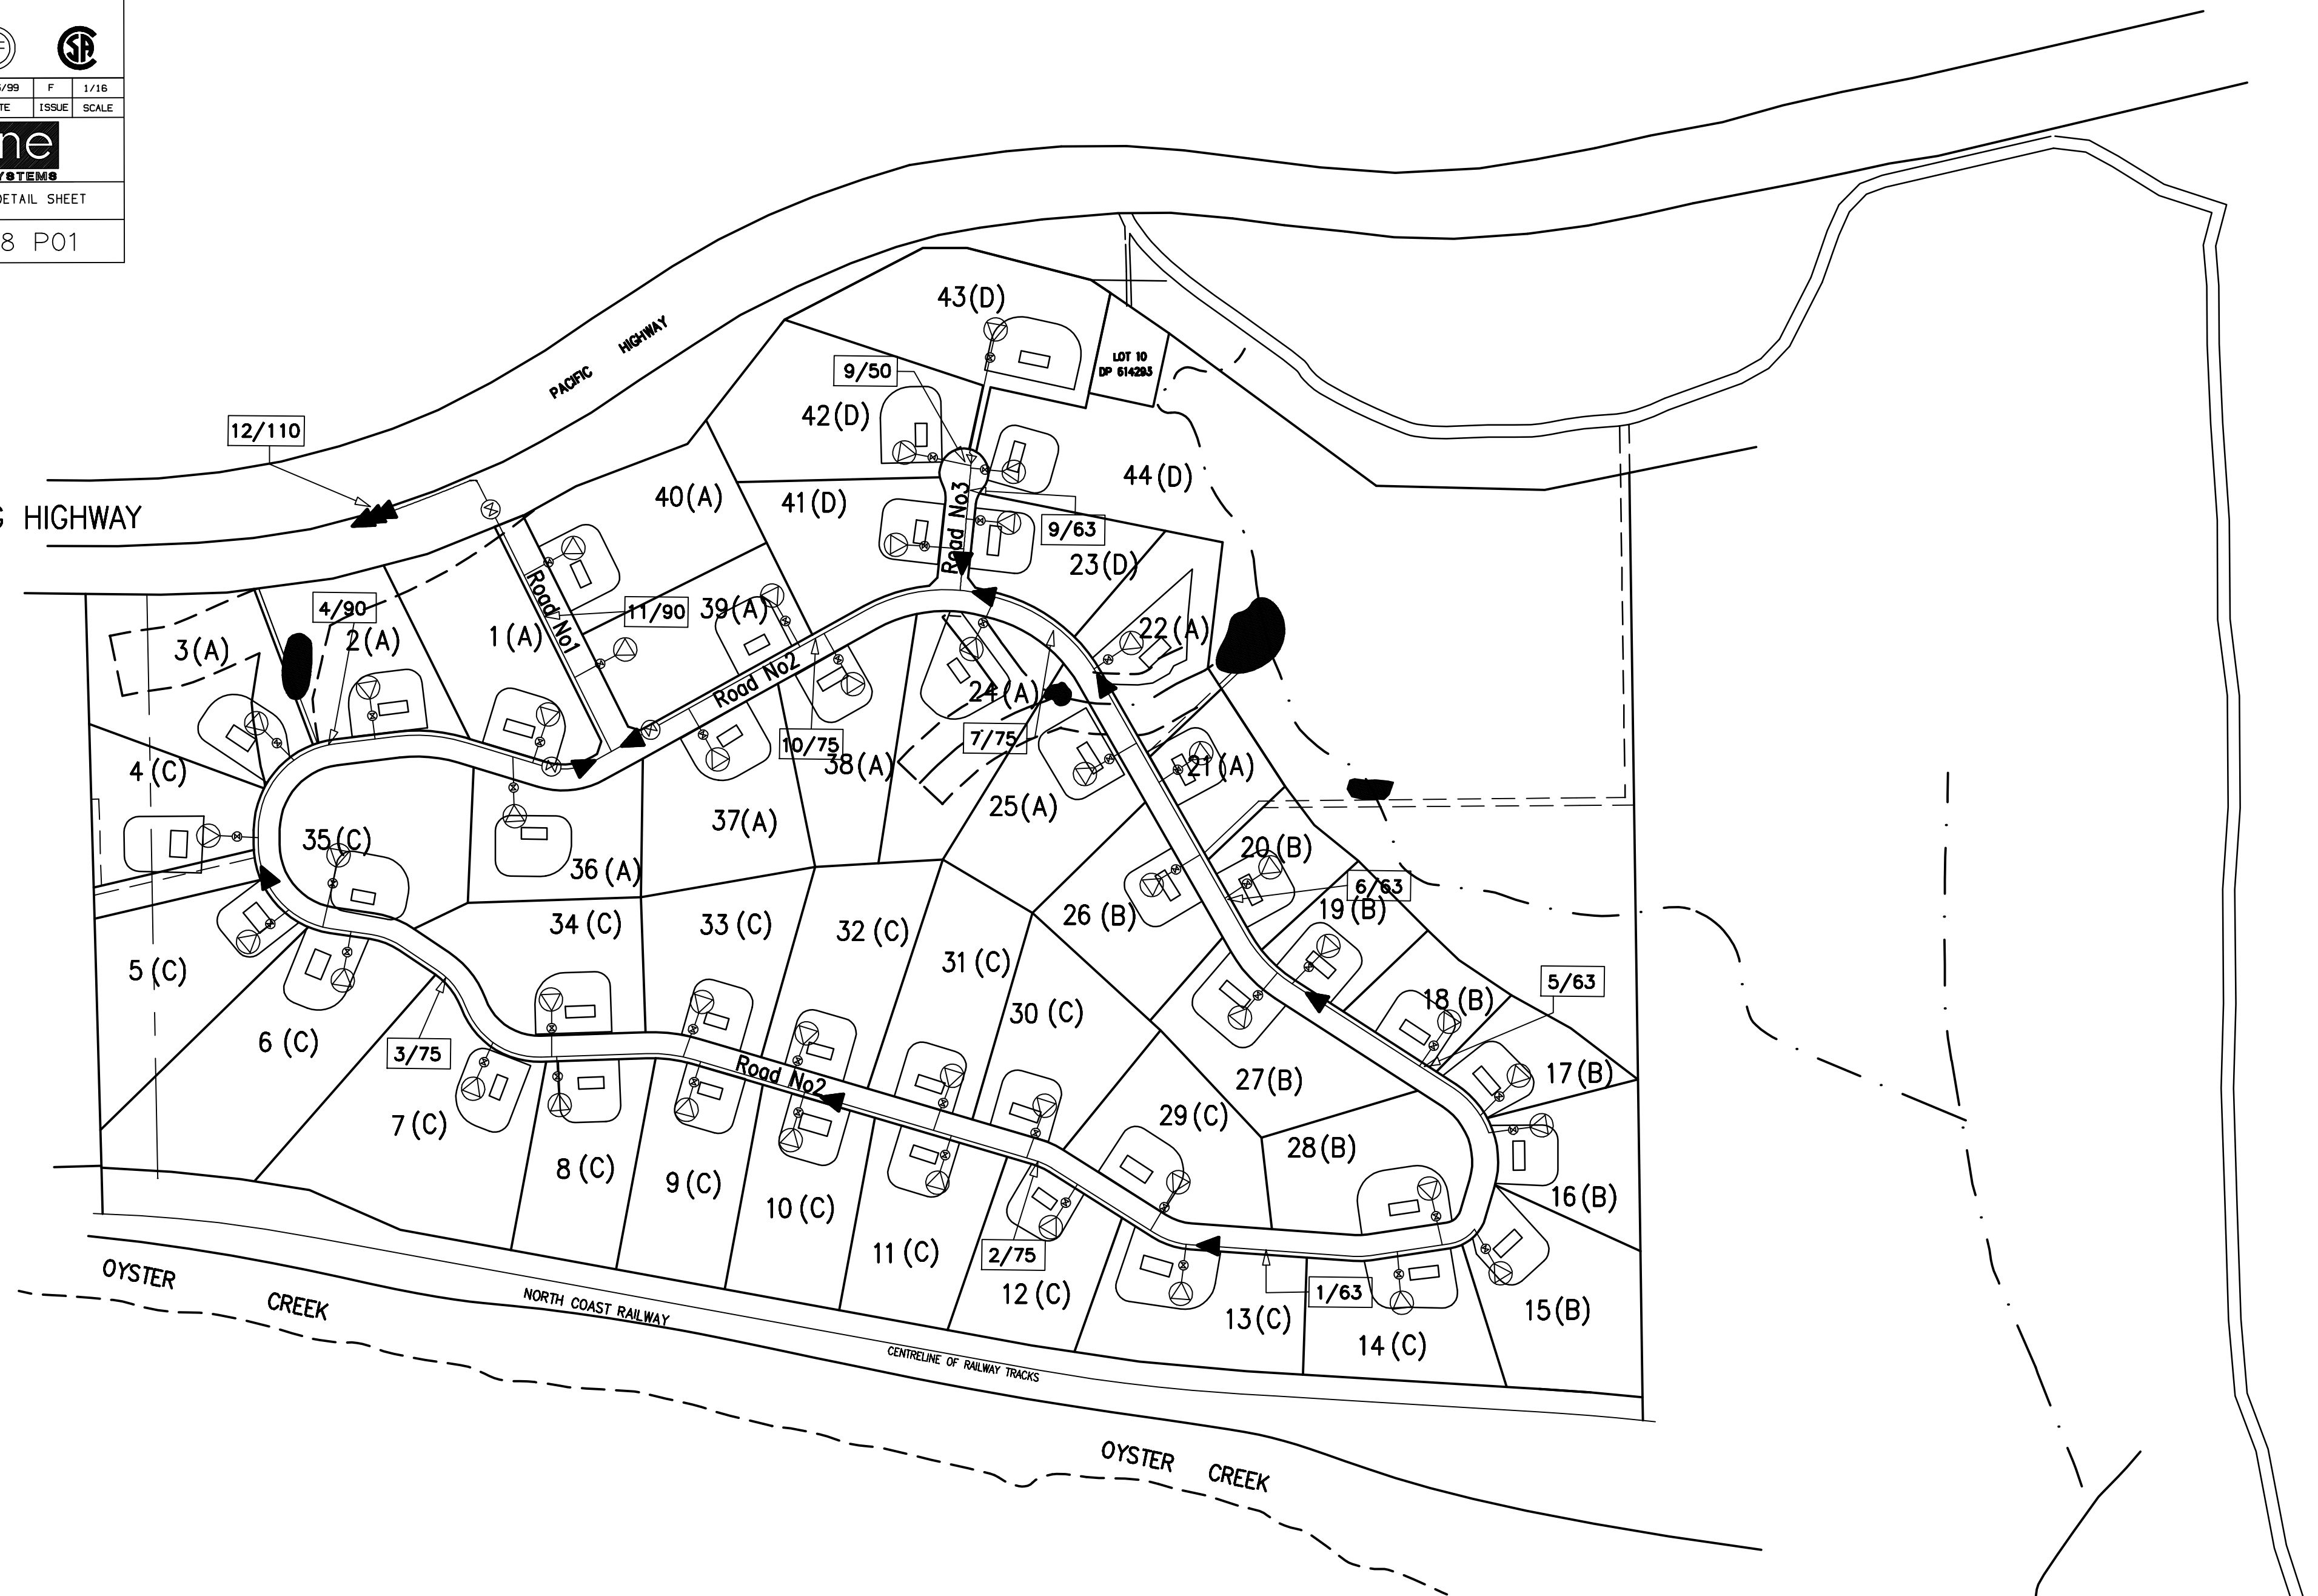 SA
/99 F 1/16
TE ISSUE SCALE
ne
YSTEMS
DETAIL SHEET
8 P01
43(D)
PACIFIC HIGHWAY
LOT 10
DP 614293
9/50
42(D)
12/110
44(D)
40(A)
41(D)
Road No3
G HIGHWAY
9/63
23(D)
4/90
11/90
39(A)
Road No1
3(A)
2(A)
1(A)
22(A)
Road No2
24(A)
7/75
10/75
38(A)
4(C)
21(A)
25(A)
37(A)
35(C)
20(B)
36(A)
6/63
19(B)
26(B)
34(C)
33(C)
32(C)
31(C)
5(C)
5/63
18(B)
30(C)
6(C)
3/75
17(B)
Road No2
27(B)
29(C)
7(C)
28(B)
8(C)
9(C)
16(B)
10(C)
11(C)
2/75
OYSTER CREEK
12(C)
1/63
NORTH COAST RAILWAY
13(C)
15(B)
14(C)
CENTRELINE OF RAILWAY TRACKS
OYSTER CREEK